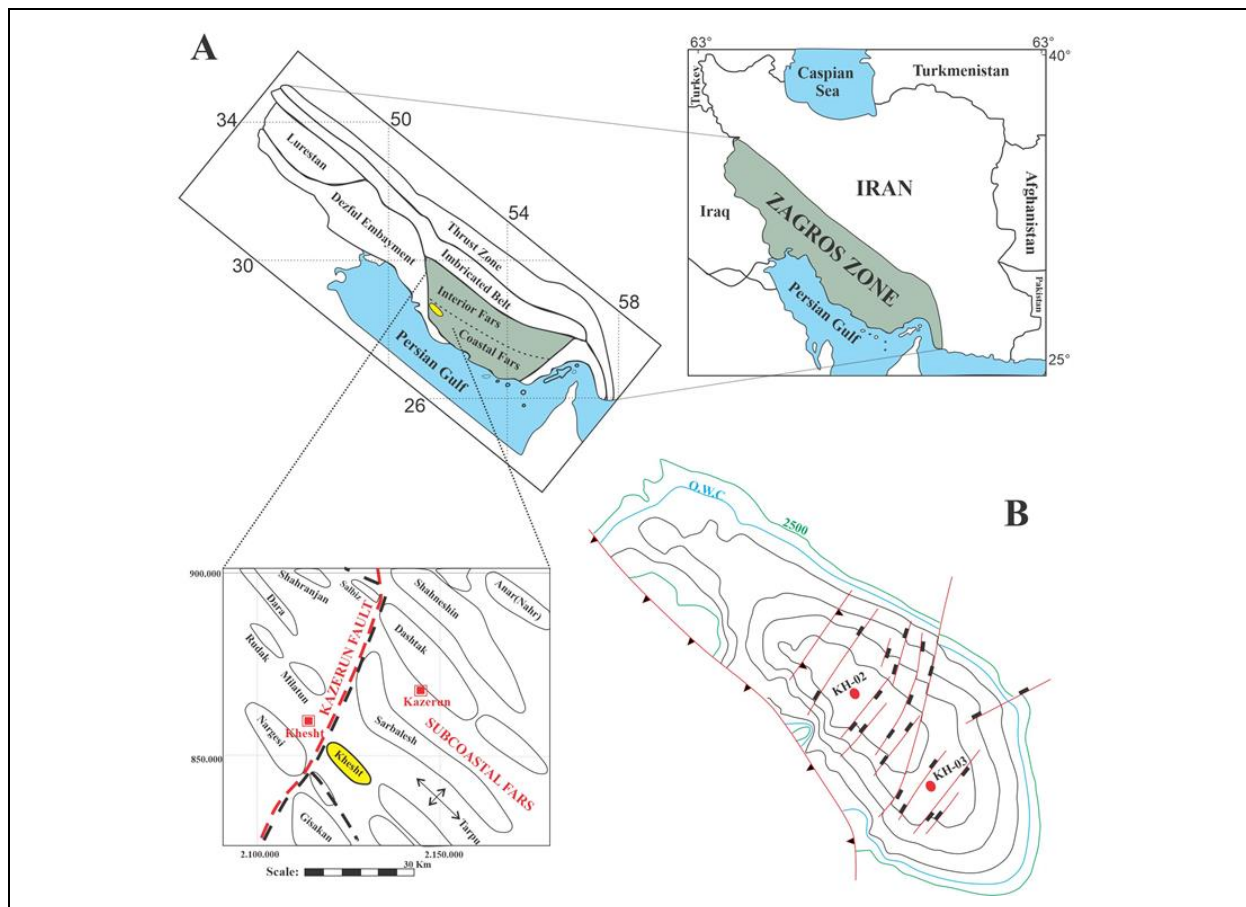 A
34
50
Lurestan
Dezful Embayment
54
Thrust Zone
Imbricated Belt
30
Interior Fars
Coastal Fars
58
Persian Gulf
26
63°
63°
40°
Turkey
Caspian
Sea
Turkmenistan
IRAN
Iraq
ZAGROS ZONE
Afghanistan
Pakistan
Persian Gulf
25°
900.000
Shahranjan
Salbiz
Shahneshin
Anar(Nahr)
Dara
KAZERUN FAULT
Dashtak
Rudak
Milatun
Kazerun
Nargesi
Khesht
Sarbalesh
SUBCOASTAL FARS
850.000
Khesht
Gisakan
Tarpu
2.100.000
2.150.000
Scale:
30 Km
B
O.W.C
2500
KH-02
KH-03